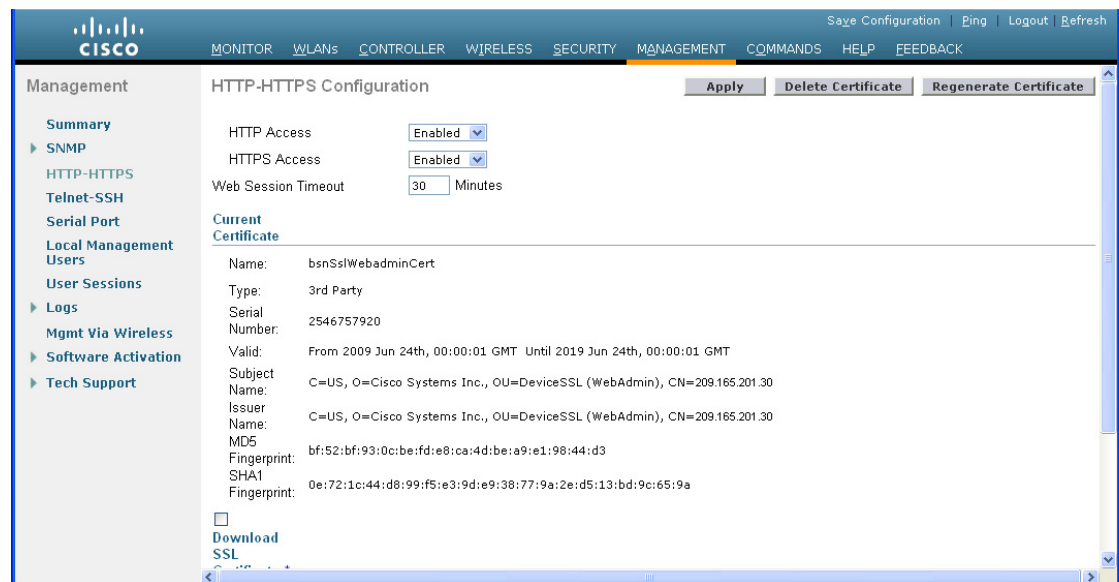 Save Configuration | Ping | Logout | Refresh
CISCO
MONITOR WLANs CONTROLLER WIRELESS SECURITY MANAGEMENT COMMANDS HELP FEEDBACK
Management
Summary
SNMP
HTTP-HTTPS
Telnet-SSH
Serial Port
Local Management
Users
User Sessions
Logs
Mgmt Via Wireless
Software Activation
Tech Support
HTTP-HTTPS Configuration
Apply
Delete Certificate
Regenerate Certificate
HTTP Access Enabled
HTTPS Access Enabled
Web Session Timeout 30 Minutes
Current
Certificate
Name: bsnSslWebadminCert
Type: 3rd Party
Serial
Number: 2546757920
Valid: From 2009 Jun 24th, 00:00:01 GMT Until 2019 Jun 24th, 00:00:01 GMT
Subject
Name: C=US, O=Cisco Systems Inc., OU=DeviceSSL (WebAdmin), CN=209.165.201.30
Issuer
Name: C=US, O=Cisco Systems Inc., OU=DeviceSSL (WebAdmin), CN=209.165.201.30
MD5
Fingerprint: bf:52:bf:93:0c:be:fd:e8:ca:4d:be:a9:e1:98:44:d3
SHA1
Fingerprint: 0e:72:1c:44:d8:99:f5:e3:9d:e9:38:77:9a:2e:d5:13:bd:9c:65:9a
Download
SSL